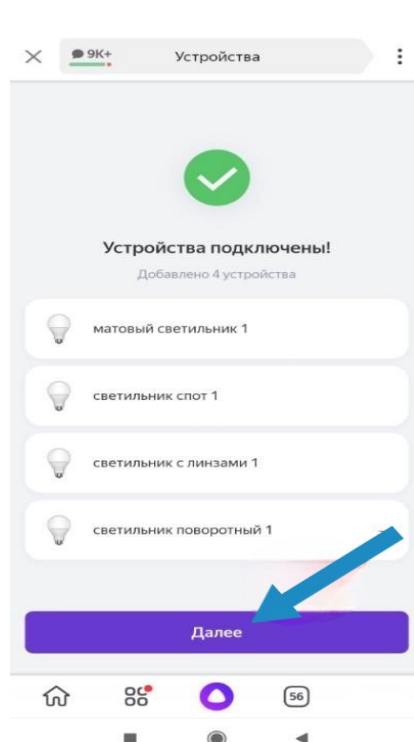 9K+ Устройства
Устройства подключены!
Добавлено 4 устройства
матовый светильник 1
светильник спот 1
светильник с линзами 1
светильник поворотный 1
Далее
56